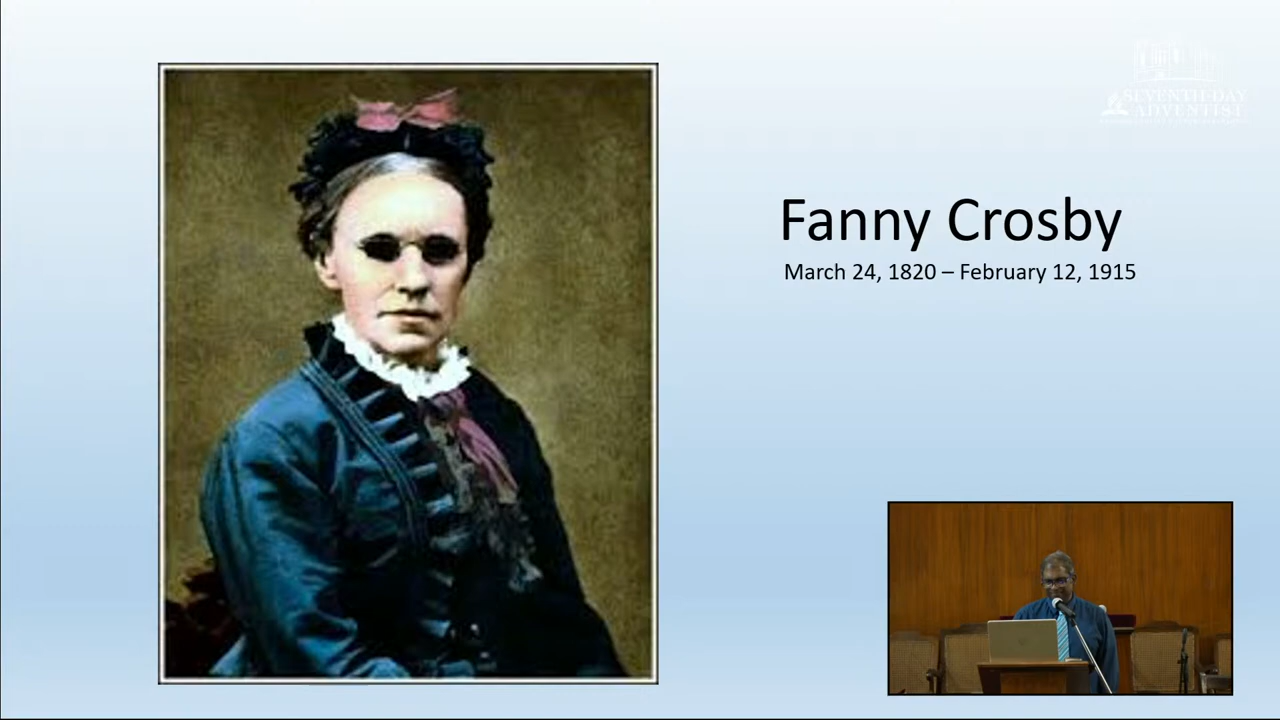 SEVENTH-DAY
ADVENTIST
Fanny Crosby
March 24, 1820 – February 12, 1915